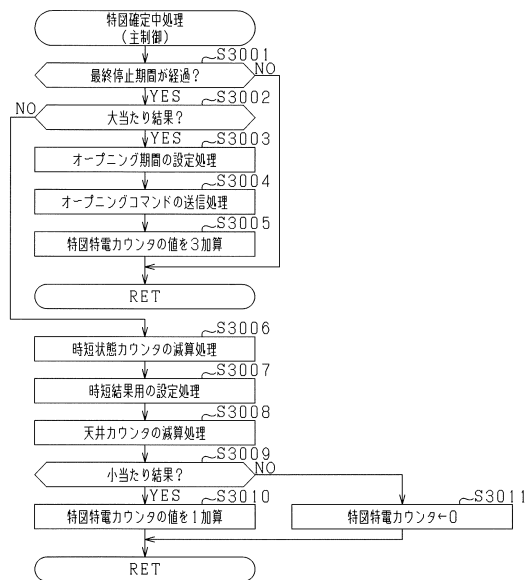 特図確定中処理
(主制御)
S3001
最終停止期間が経過?
NO
YES
S3002
NO
大当たり結果?
YES
S3003
オープニング期間の設定処理
S3004
オープニングコマンドの送信処理
S3005
特図特電カウンタの値を3加算
RET
S3006
時短状態カウンタの減算処理
S3007
時短結果用の設定処理
S3008
天井カウンタの減算処理
S3009
小当たり結果?
NO
YES
S3010
特図特電カウンタの値を1加算
S3011
特図特電カウンタ←0
RET